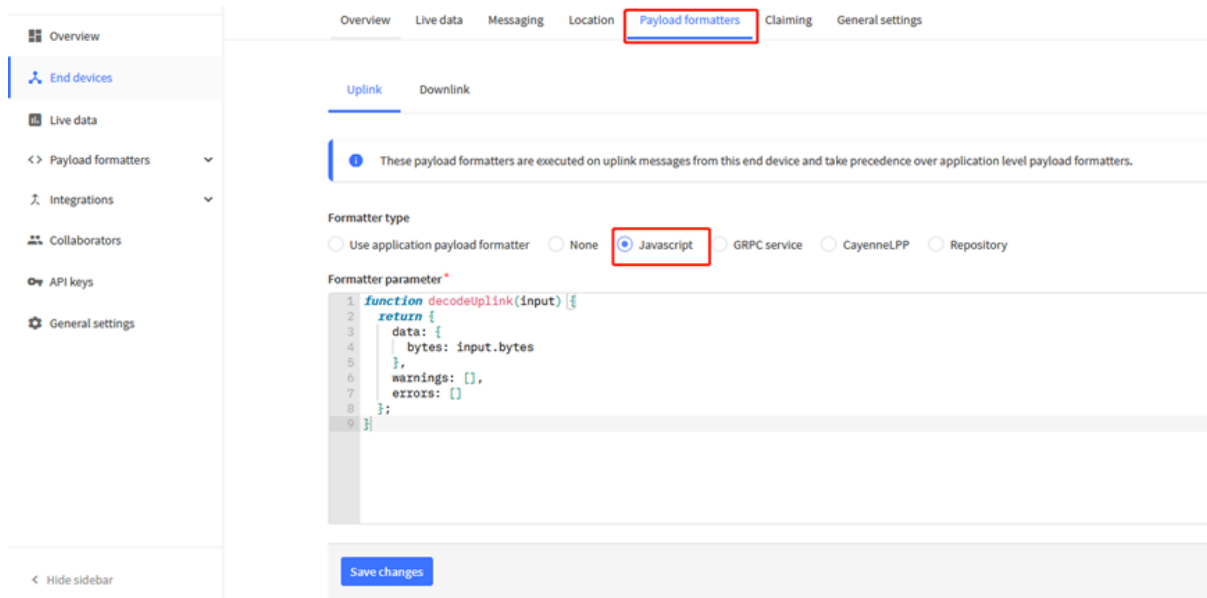 Overview
End devices
Live data
Payload formatters
Integrations
Collaborators
API keys
General settings
Hide sidebar
Overview Live data Messaging Location Payload formatters Claiming General settings
Uplink Downlink
These payload formatters are executed on uplink messages from this end device and take precedence over application level payload formatters.
Formatter type
Use application payload formatter None Javascript GRPC service CayenneLPP Repository
Formatter parameter *
1 function decodeUplink(input) {
2 return {
3 data: {
4 bytes: input.bytes
5 },
6 warnings: [],
7 errors: []
8 };
9 }
Save changes